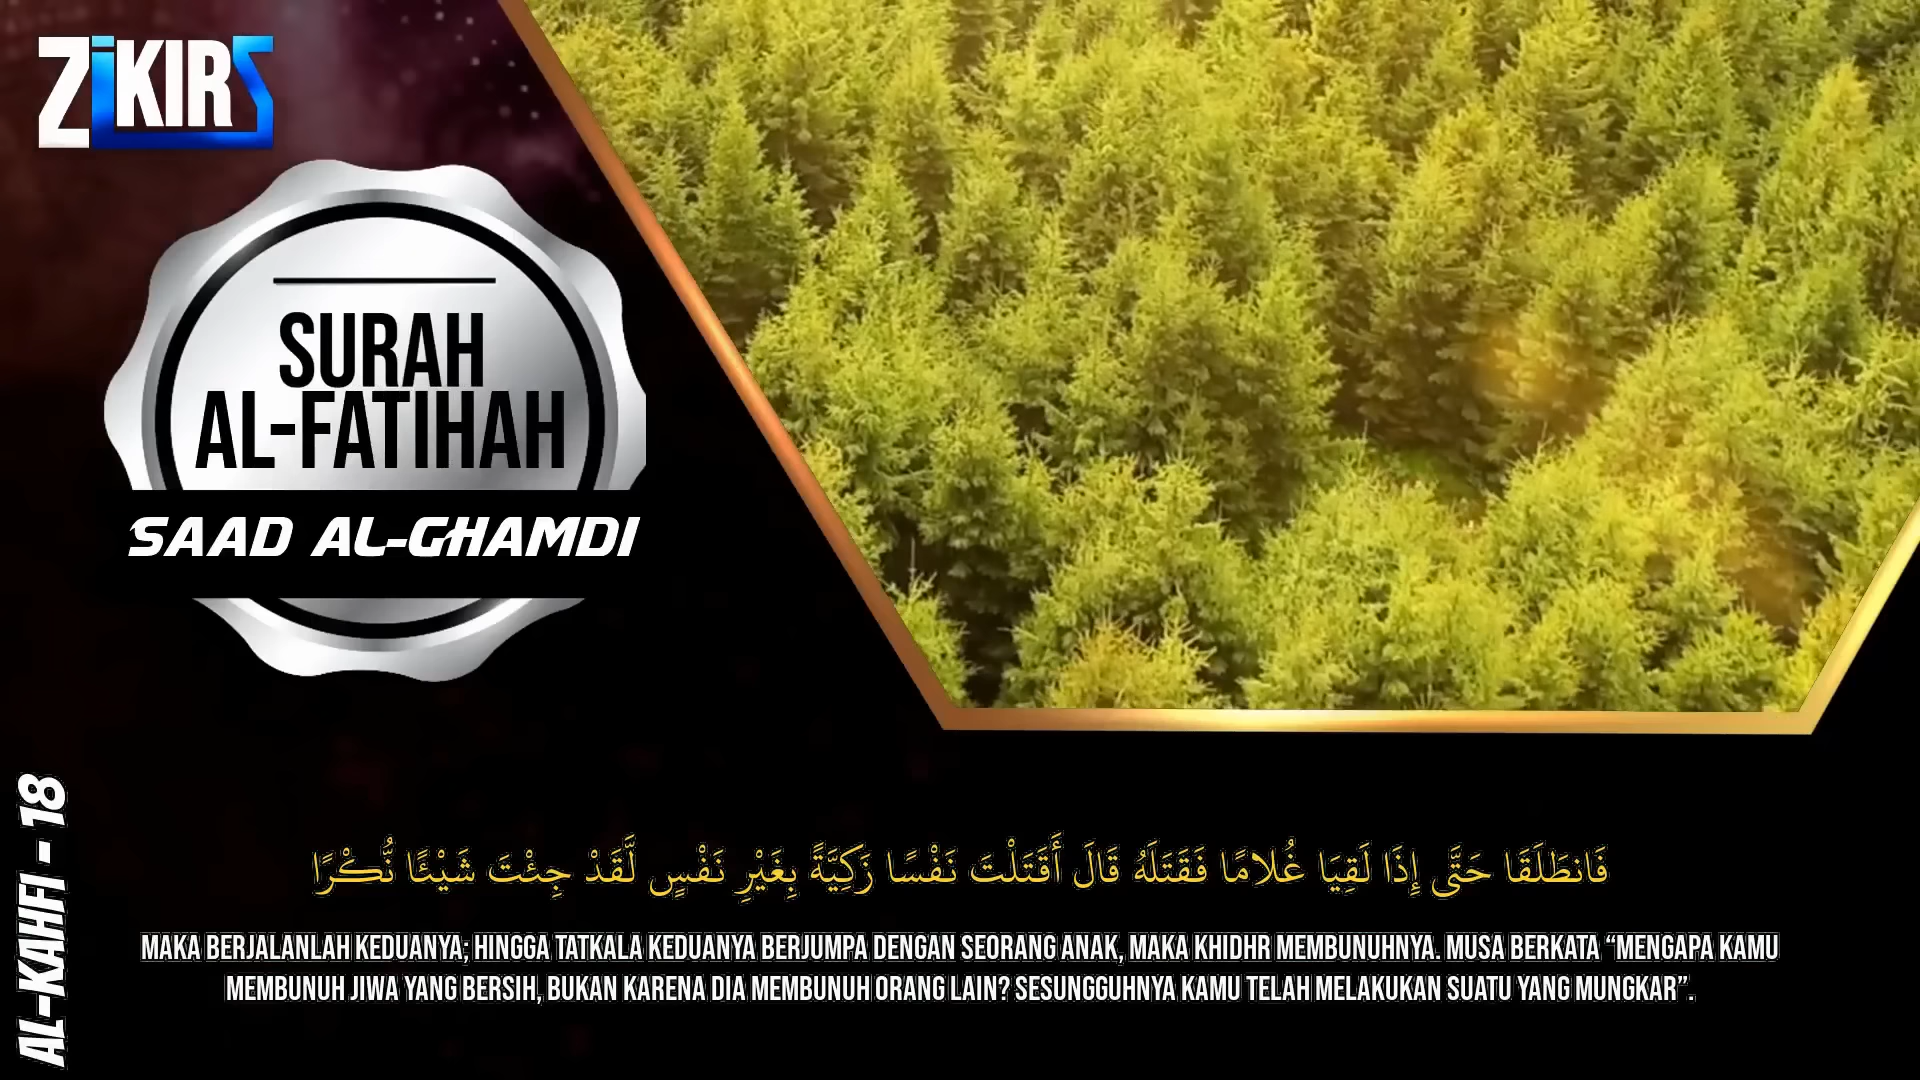 ZiKIRS
SURAH
AL-FATIHAH
SAAD AL-GHAMDI
AL-KAHFI - 18
فَانطَلَقَا حَتَّى إِذَا لَقِيَا غُلامًا فَقَتَلَهُ قَالَ أَقَتَلْتَ نَفْسًا زَكِيَّةً بِغَيْرِ نَفْسٍ لَّقَدْ جِئْتَ شَيْئًا نُّكْرًا
MAKA BERJALANLAH KEDUANYA; HINGGA TATKALA KEDUANYA BERJUMPA DENGAN SEORANG ANAK, MAKA KHIDHR MEMBUNUHNYA. MUSA BERKATA “MENGAPA KAMU
MEMBUNUH JIWA YANG BERSIH, BUKAN KARENA DIA MEMBUNUH ORANG LAIN? SESUNGGUHNYA KAMU TELAH MELAKUKAN SUATU YANG MUNGKAR”.